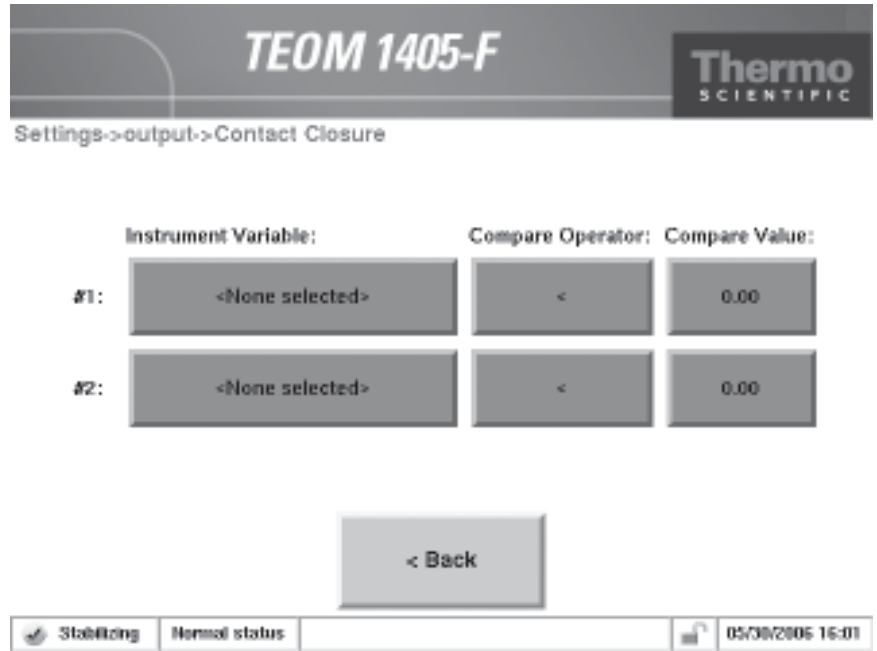 TEOM 1405-F
Thermo
SCIENTIFIC
Settings->output->Contact Closure
Instrument Variable: Compare Operator: Compare Value:
#1: <None selected> < 0.00
#2: <None selected> < 0.00
< Back
Stabilizing Normal status 05/30/2006 16:01